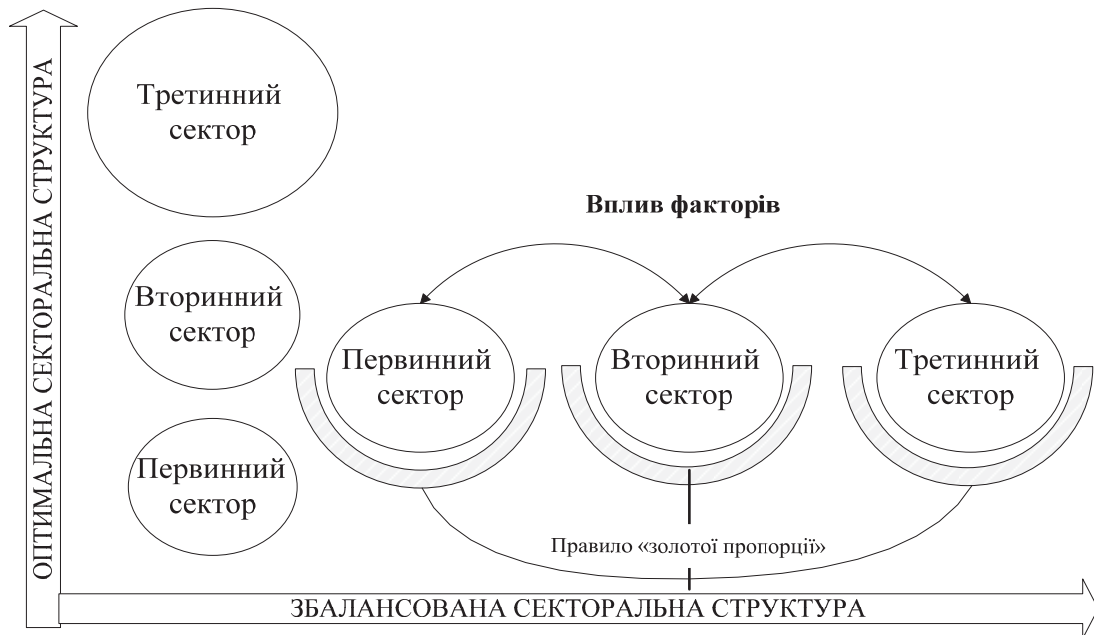 ОПТИМАЛЬНА СЕКТОРАЛЬНА СТРУКТУРА
Третинний
сектор
Вплив факторів
Вторинний
сектор
Первинний
сектор
Вторинний
сектор
Третинний
сектор
Первинний
сектор
Правило «золотої пропорції»
ЗБАЛАНСОВАНА СЕКТОРАЛЬНА СТРУКТУРА